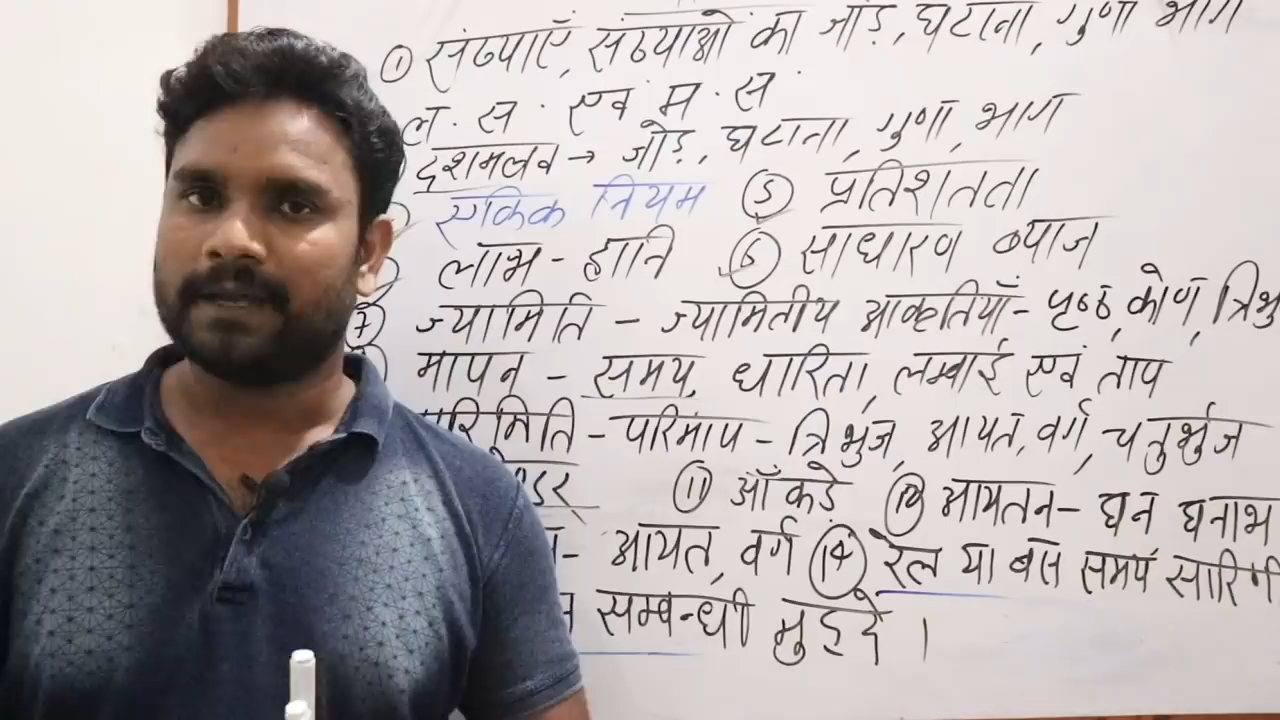 ① संख्याएँ, संख्याओ का जोड़, घटाना, गुणा भाग
ल. स. एवं म. स.
दशमलव → जोड़, घटाना, गुणा, भाग
एकिक नियम ⑤ प्रतिशतता
लाभ - हानि ⑥ साधारण ब्याज
⑦ ज्यामिति - ज्यामितीय आकृतियाँ - पृष्ठ, कोण, त्रिभु
मापन - समय, धारिता, लम्बाई एवं ताप
परिमिति - परिमाप - त्रिभुज, आयत, वर्ग, चतुर्भुज
⑪ आँकड़े आयतन - घन, घनाभ
आयत, वर्ग ⑭ रेल या बस समय सारिणी
सम्बन्धी मुद्दे ।